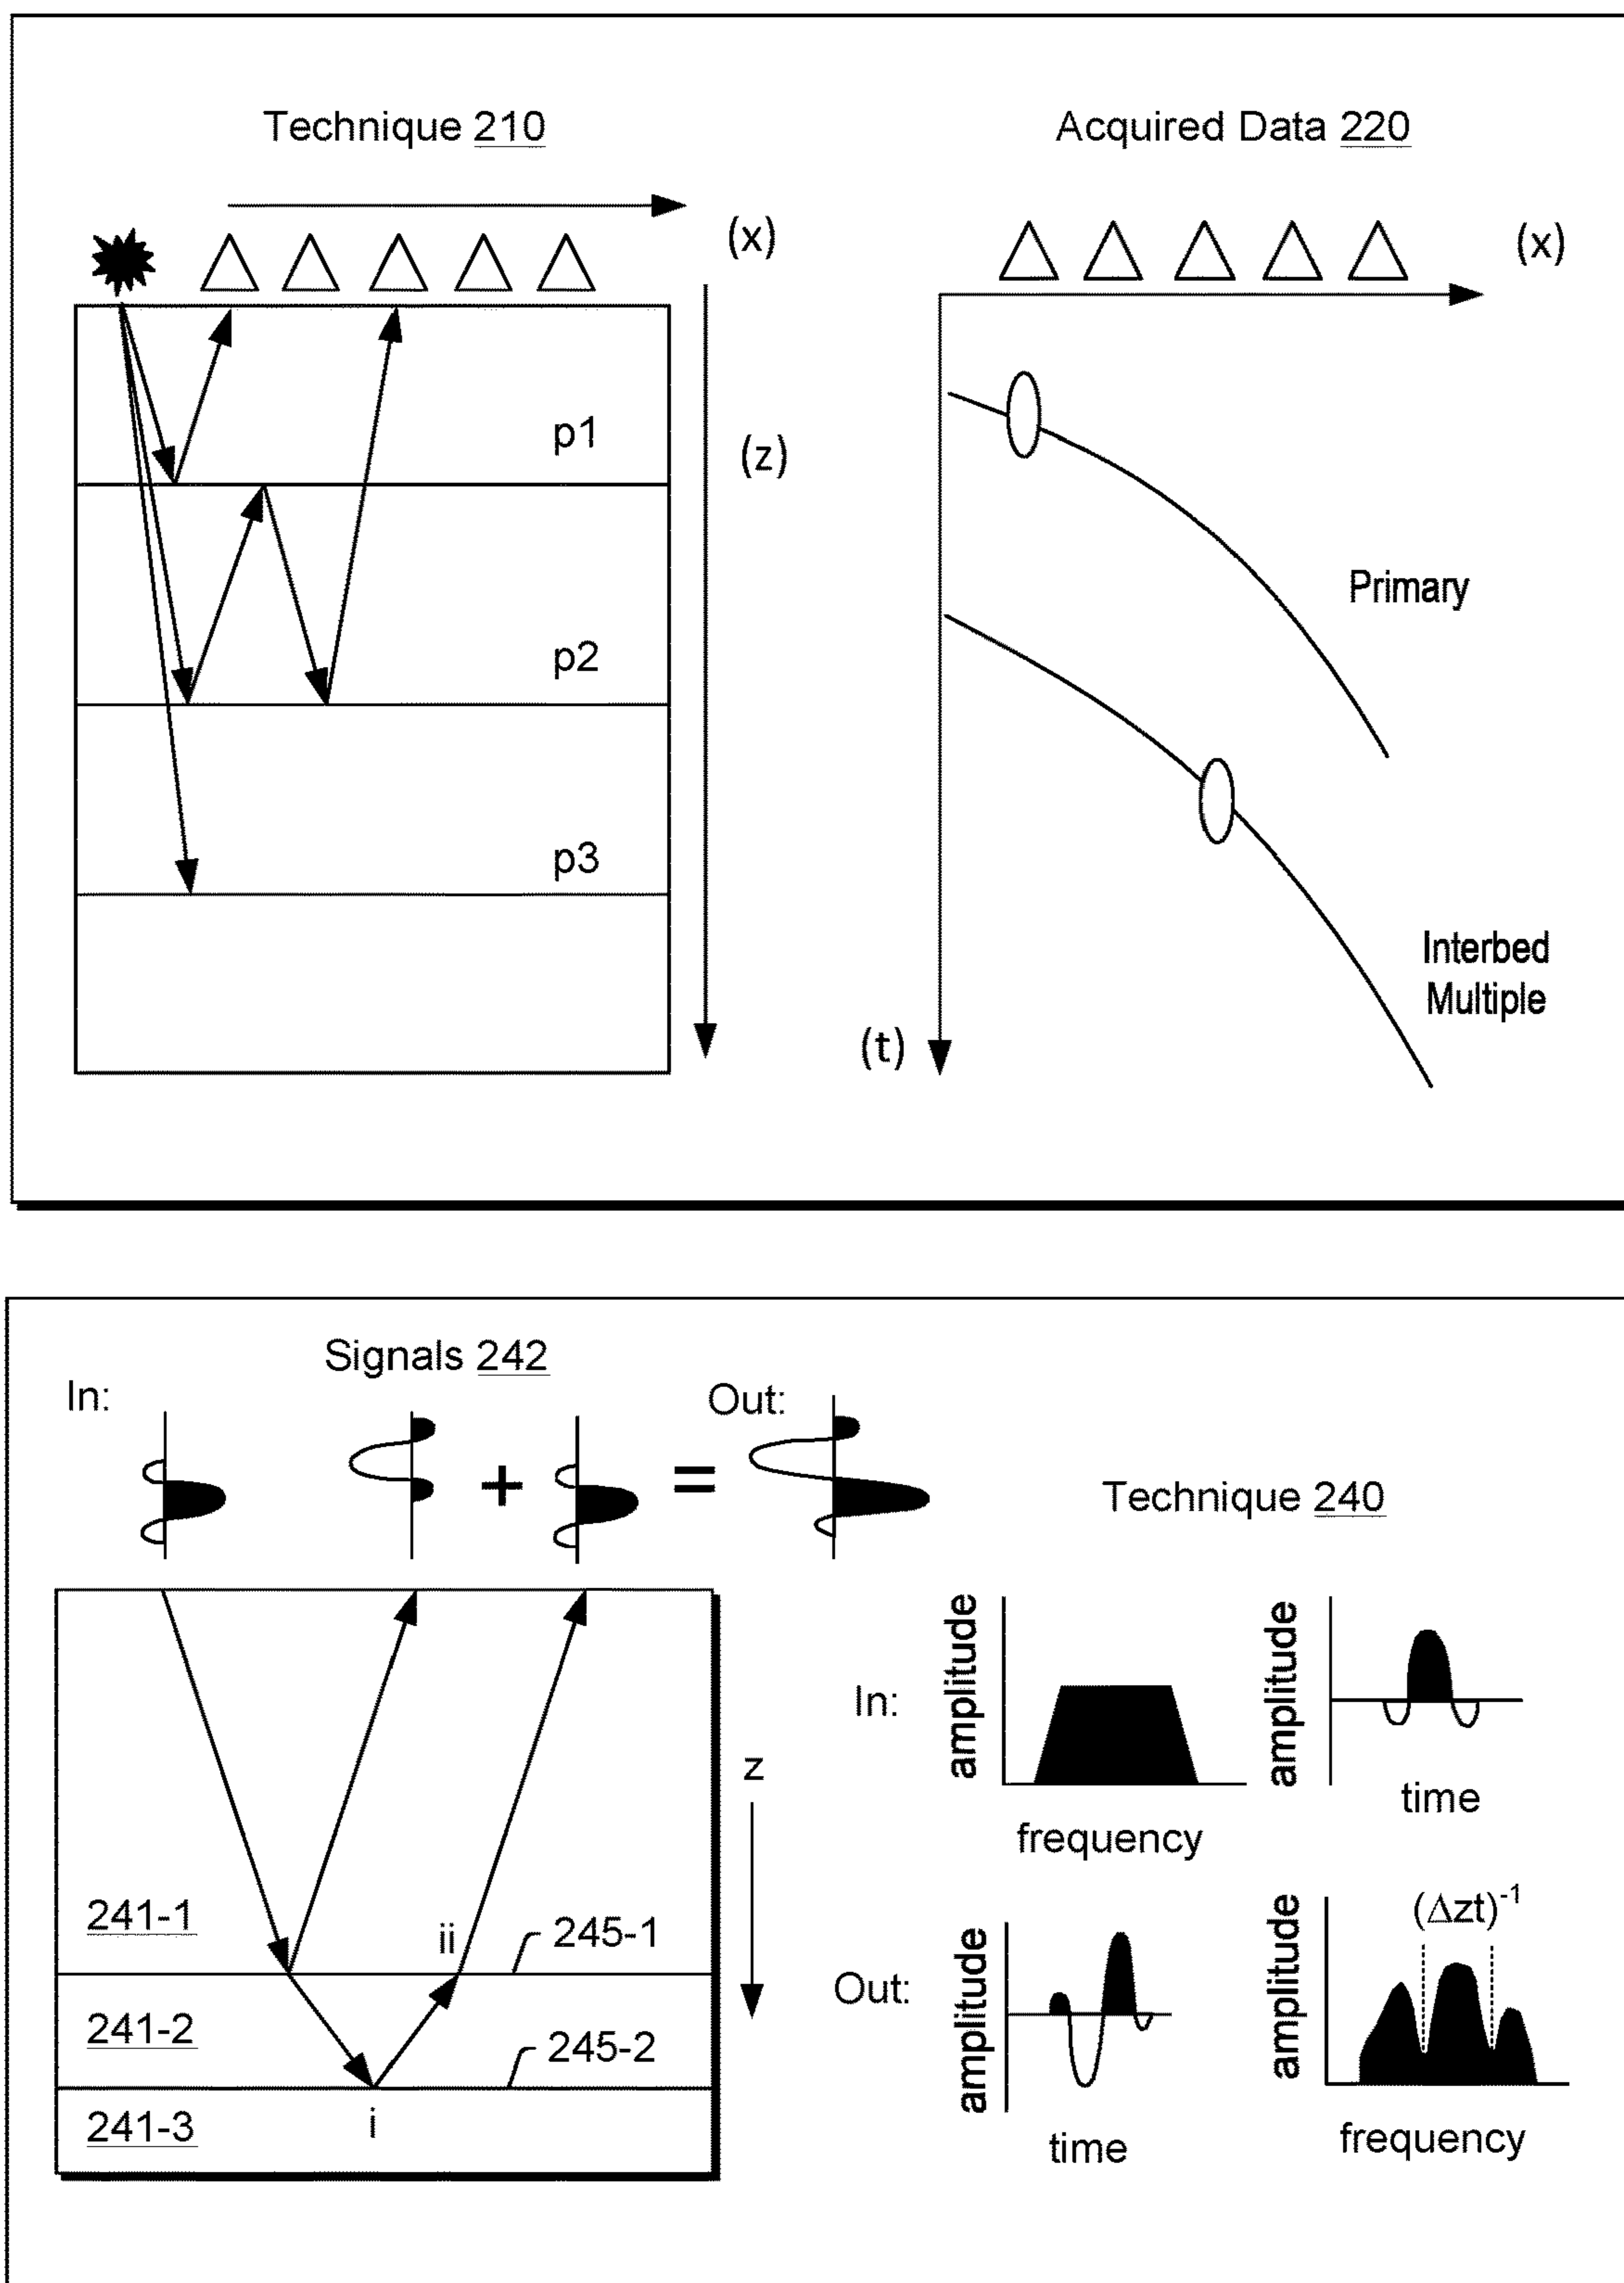 Technique 210
Acquired Data 220
(x)
(x)
p1
(z)
p2
p3
Primary
Interbed
Multiple
(t)
Signals 242
In:
Out:
+
=
Technique 240
amplitude
amplitude
In:
z
time
frequency
241-1
ii
245-1
(Δzt)-1
amplitude
amplitude
Out:
241-2
245-2
241-3
i
time
frequency